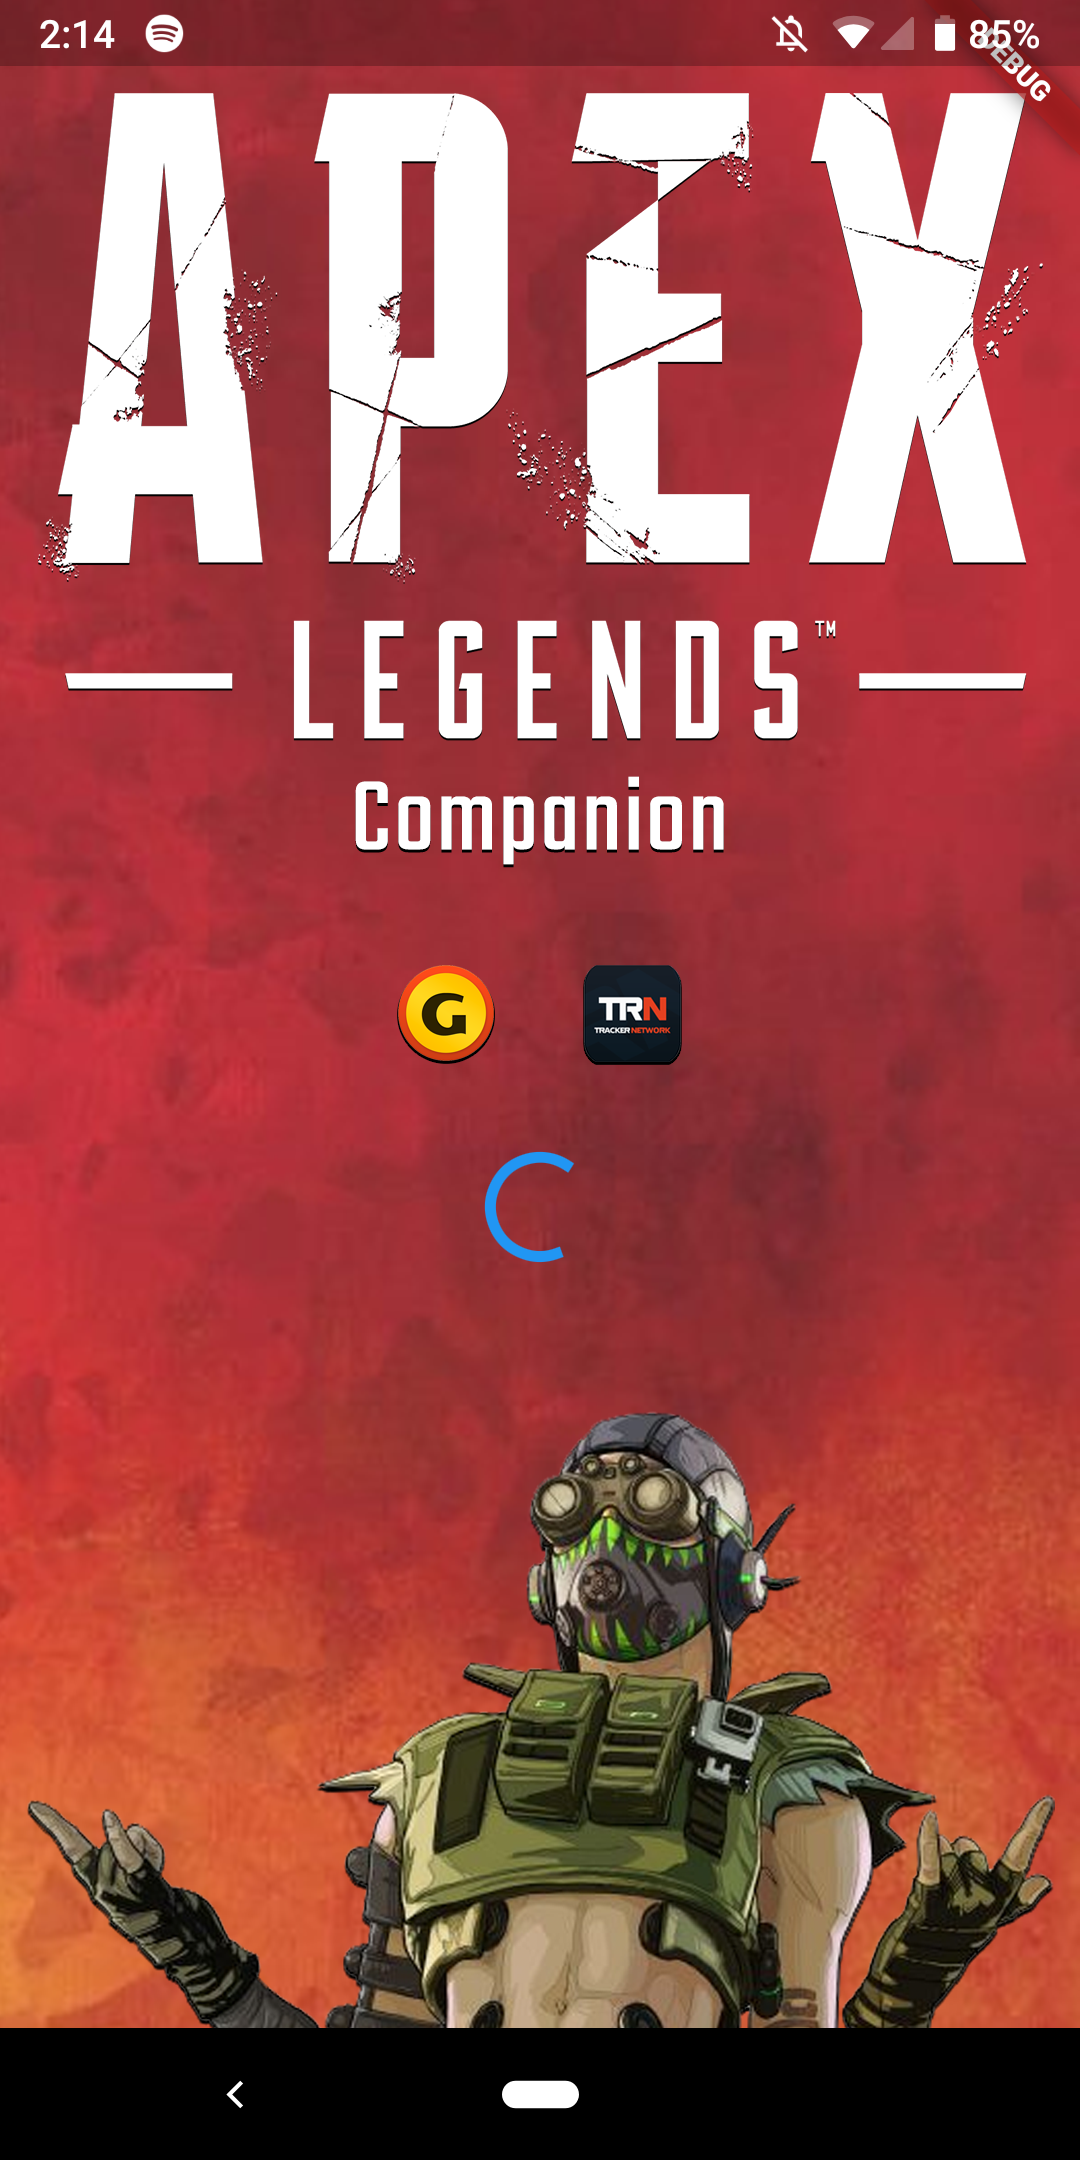 2:14
85%
DEBUG
APEX
LEGENDS™
Companion
G
TRN
TRACKER NETWORK